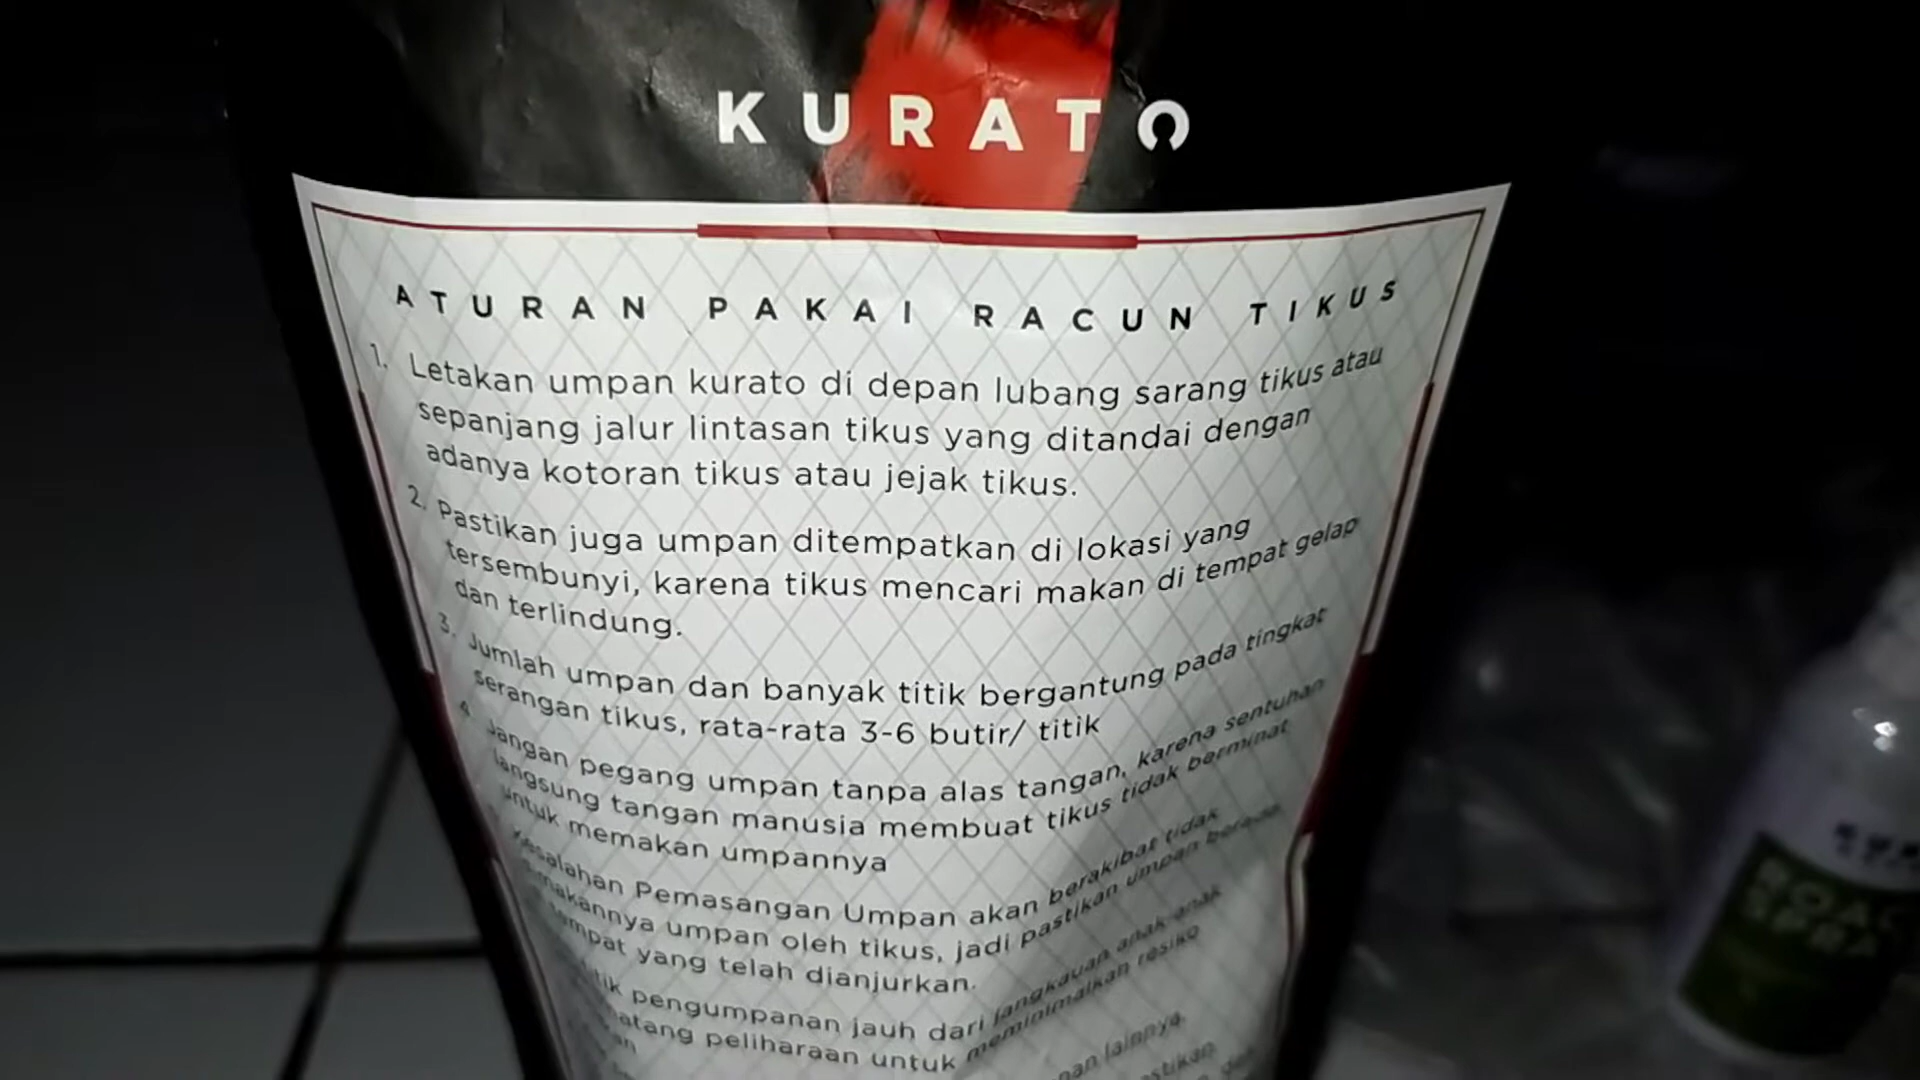 KURATO
ATURAN PAKAI RACUN TIKUS
1. Letakan umpan kurato di depan lubang sarang tikus atau
sepanjang jalur lintasan tikus yang ditandai dengan
adanya kotoran tikus atau jejak tikus.
2. Pastikan juga umpan ditempatkan di lokasi yang
tersembunyi, karena tikus mencari makan di tempat gelap
dan terlindung.
3. Jumlah umpan dan banyak titik bergantung pada tingkat
serangan tikus, rata-rata 3-6 butir/ titik
4. Jangan pegang umpan tanpa alas tangan, karena sentuhan
langsung tangan manusia membuat tikus tidak berminat
untuk memakan umpannya
Kesalahan Pemasangan Umpan akan berakibat tidak
umpan oleh tikus, jadi pastikan umpan berada
yang telah dianjurkan.
pengumpanan jauh dari jangkauan anak-anak
peliharaan untuk meminimalkan resiko
lainnya.